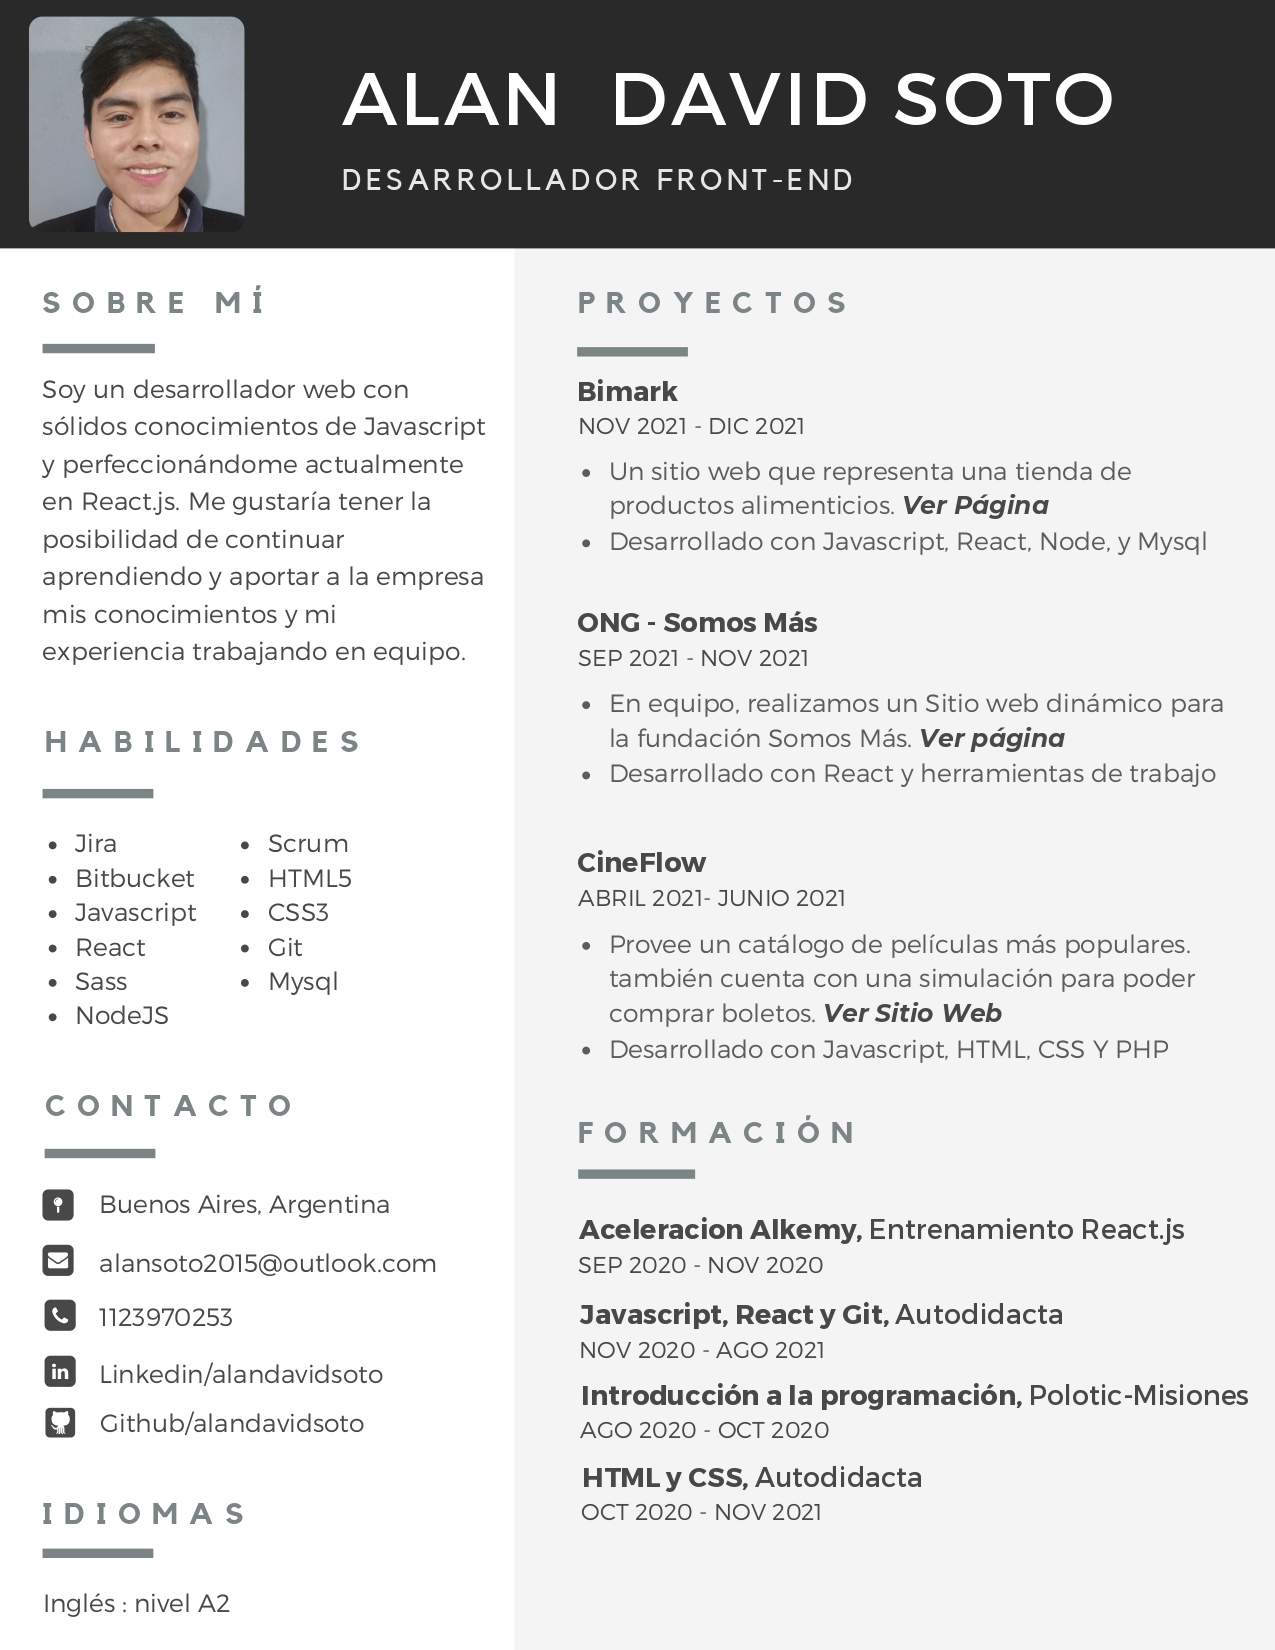 ALAN DAVID SOTO
DESARROLLADOR FRONT-END
SOBRE MÍ
Soy un desarrollador web con
sólidos conocimientos de Javascript
y perfeccionándome actualmente
en React.js. Me gustaría tener la
posibilidad de continuar
aprendiendo y aportar a la empresa
mis conocimientos y mi
experiencia trabajando en equipo.
HABILIDADES
• Jira
• Bitbucket
• Javascript
• React
• Sass
• NodeJS
• Scrum
• HTML5
• CSS3
• Git
• Mysql
CONTACTO
Buenos Aires, Argentina
alansoto2015@outlook.com
1123970253
Linkedin/alandavidsoto
Github/alandavidsoto
IDIOMAS
Inglés : nivel A2
PROYECTOS
Bimark
NOV 2021 - DIC 2021
• Un sitio web que representa una tienda de
productos alimenticios. Ver Página
• Desarrollado con Javascript, React, Node, y Mysql
ONG - Somos Más
SEP 2021 - NOV 2021
• En equipo, realizamos un Sitio web dinámico para
la fundación Somos Más. Ver página
• Desarrollado con React y herramientas de trabajo
CineFlow
ABRIL 2021- JUNIO 2021
• Provee un catálogo de películas más populares.
también cuenta con una simulación para poder
comprar boletos. Ver Sitio Web
• Desarrollado con Javascript, HTML, CSS Y PHP
FORMACIÓN
Aceleracion Alkemy, Entrenamiento React.js
SEP 2020 - NOV 2020
Javascript, React y Git, Autodidacta
NOV 2020 - AGO 2021
Introducción a la programación, Polotic-Misiones
AGO 2020 - OCT 2020
HTML y CSS, Autodidacta
OCT 2020 - NOV 2021